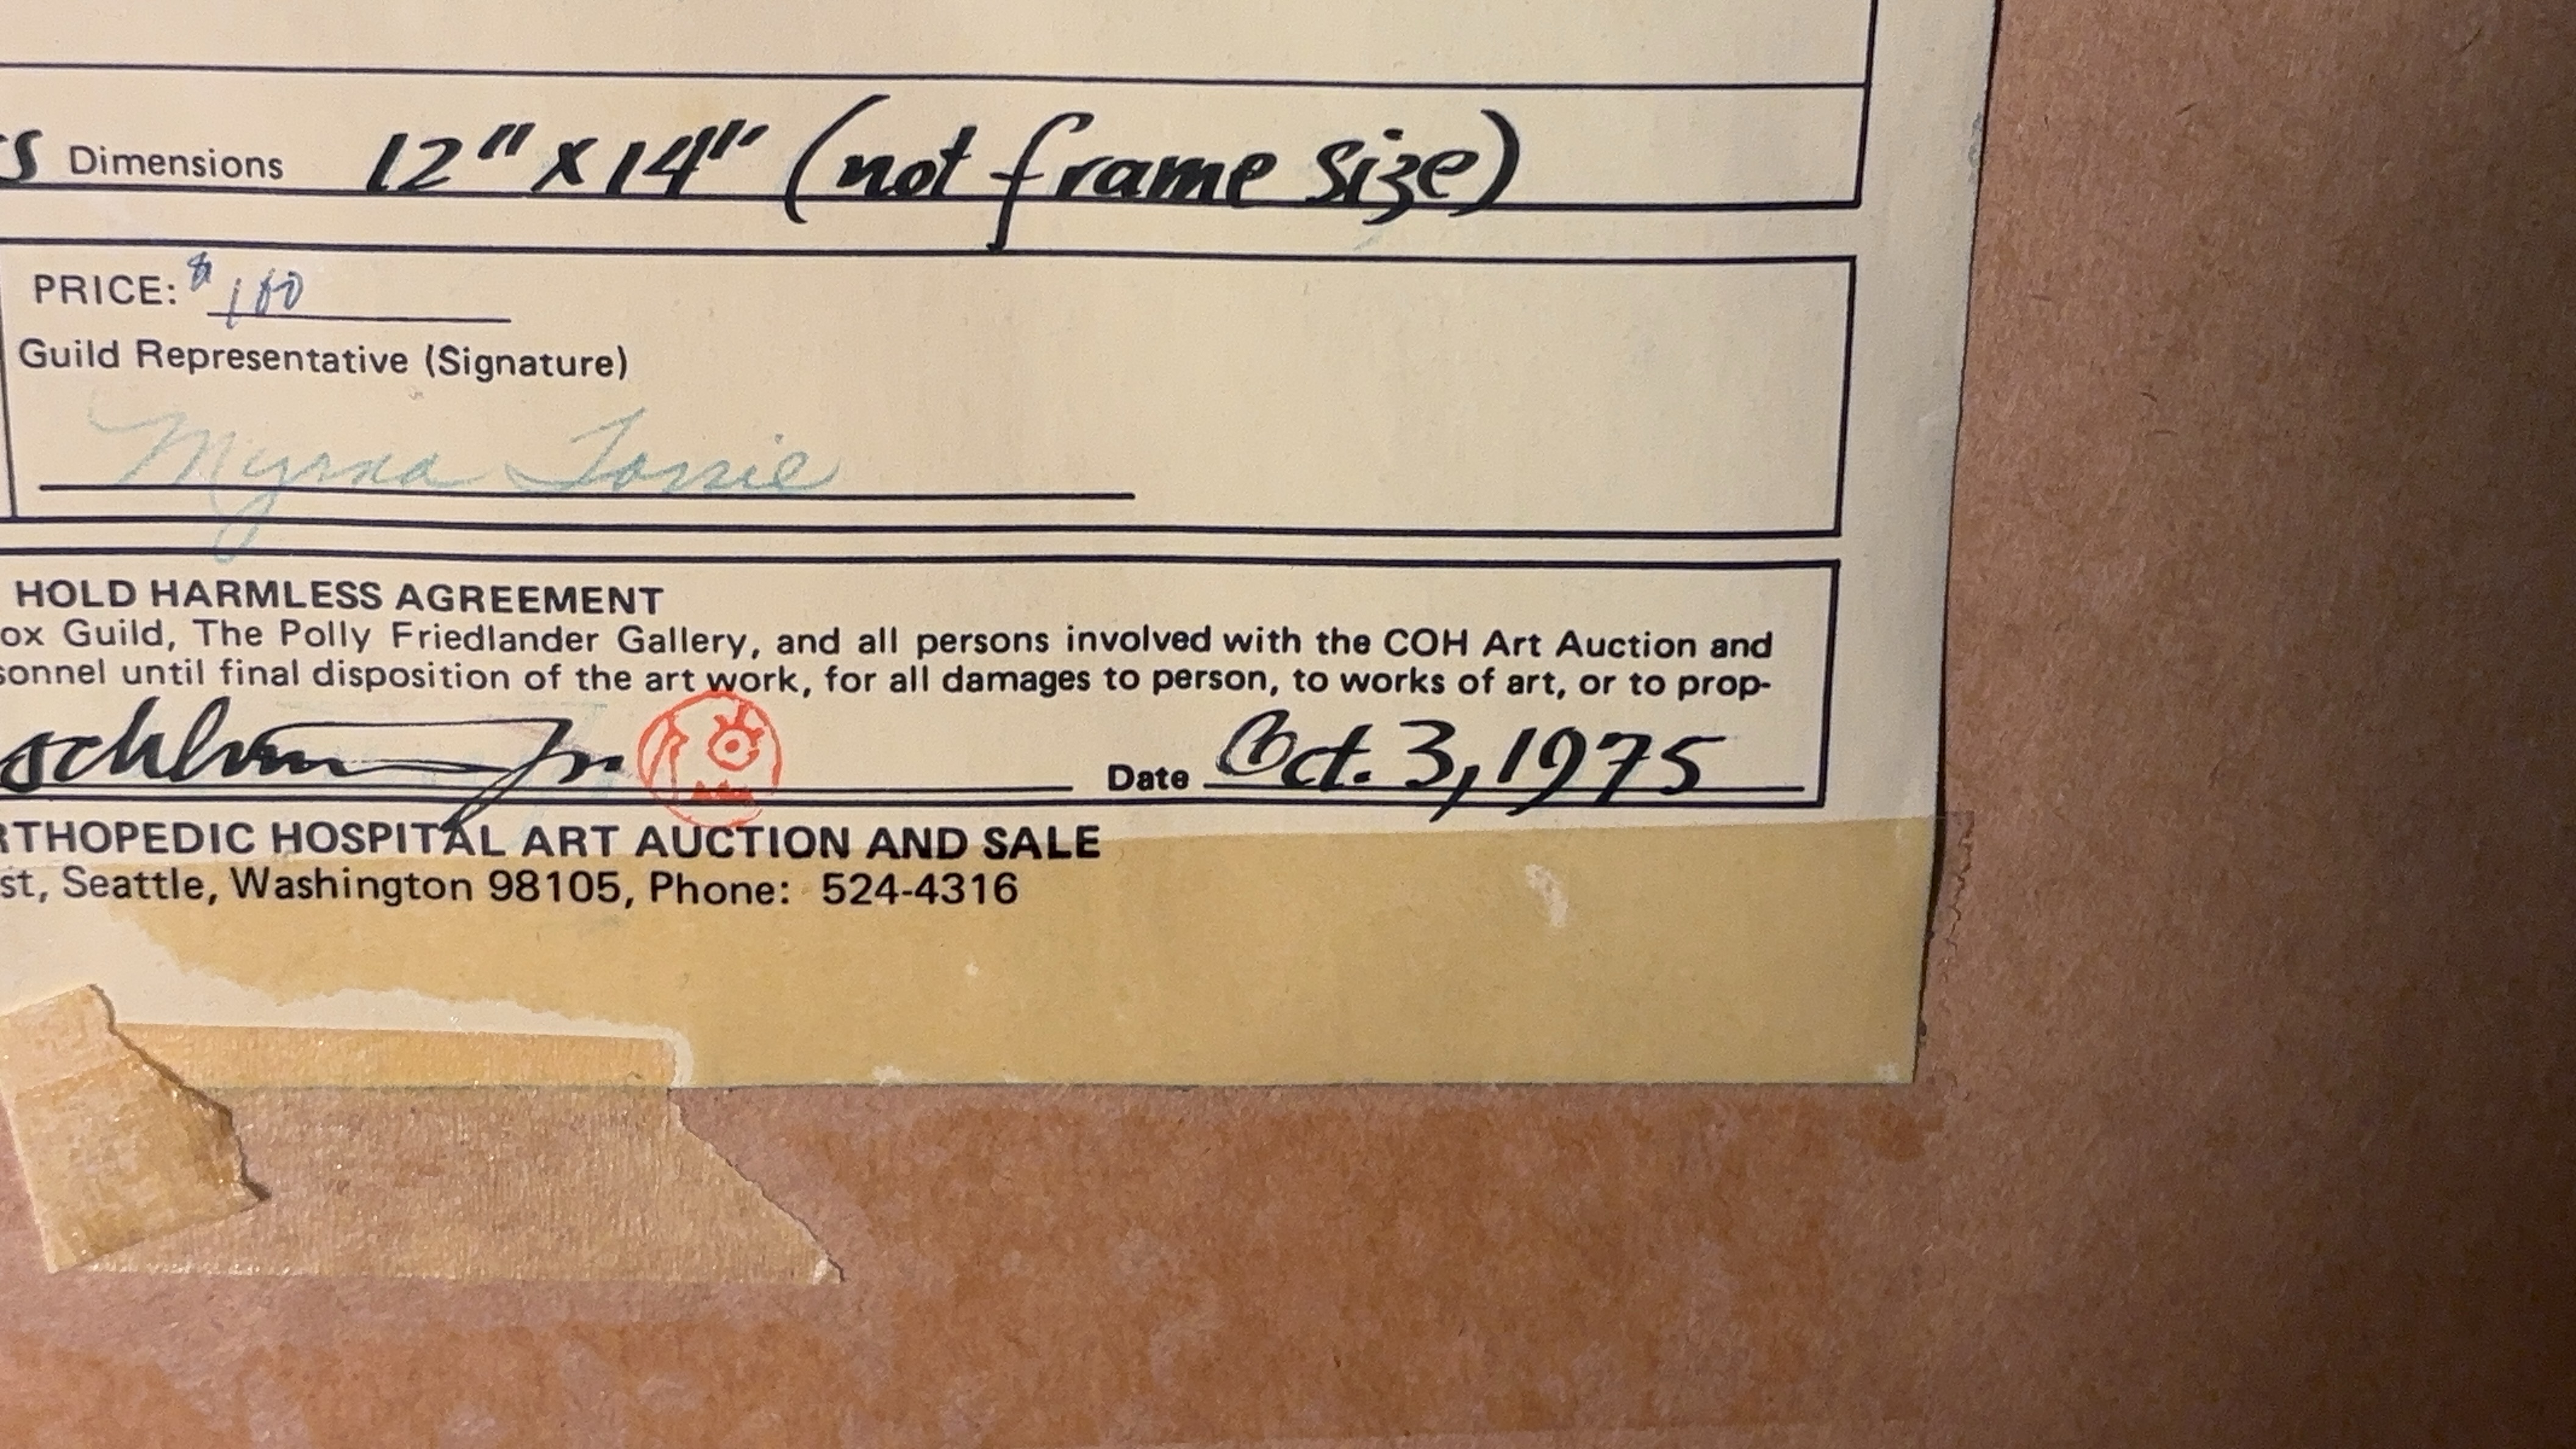 s Dimensions 12" x 14" (not frame size)
PRICE: $
Guild Representative (Signature)
Myrna
HOLD HARMLESS AGREEMENT
ox Guild, The Polly Friedlander Gallery, and all persons involved with the COH Art Auction and
sonnel until final disposition of the art work, for all damages to person, to works of art, or to prop-
Jr. Date Oct. 3, 1975
RTHOPEDIC HOSPITAL ART AUCTION AND SALE
st, Seattle, Washington 98105, Phone: 524-4316